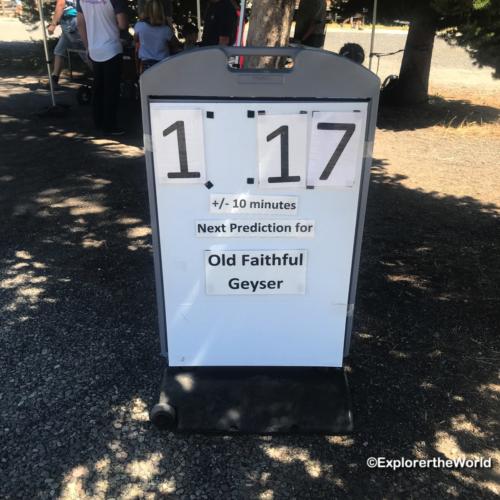 1:17
+/- 10 minutes
Next Prediction for
Old Faithful
Geyser
©ExplorertheWorld